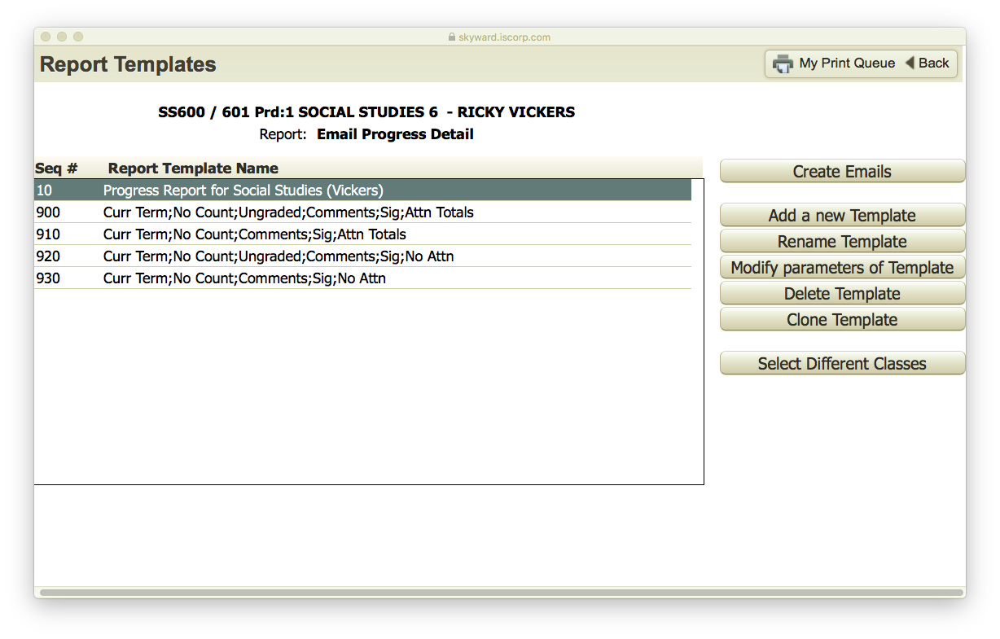 skyward.iscorp.com
Report Templates
My Print Queue
Back
SS600 / 601 Prd:1 SOCIAL STUDIES 6 - RICKY VICKERS
Report: Email Progress Detail
Seq # Report Template Name
10 Progress Report for Social Studies (Vickers)
900 Curr Term;No Count;Ungraded;Comments;Sig;Attn Totals
910 Curr Term;No Count;Comments;Sig;Attn Totals
920 Curr Term;No Count;Ungraded;Comments;Sig;No Attn
930 Curr Term;No Count;Comments;Sig;No Attn
Create Emails
Add a new Template
Rename Template
Modify parameters of Template
Delete Template
Clone Template
Select Different Classes